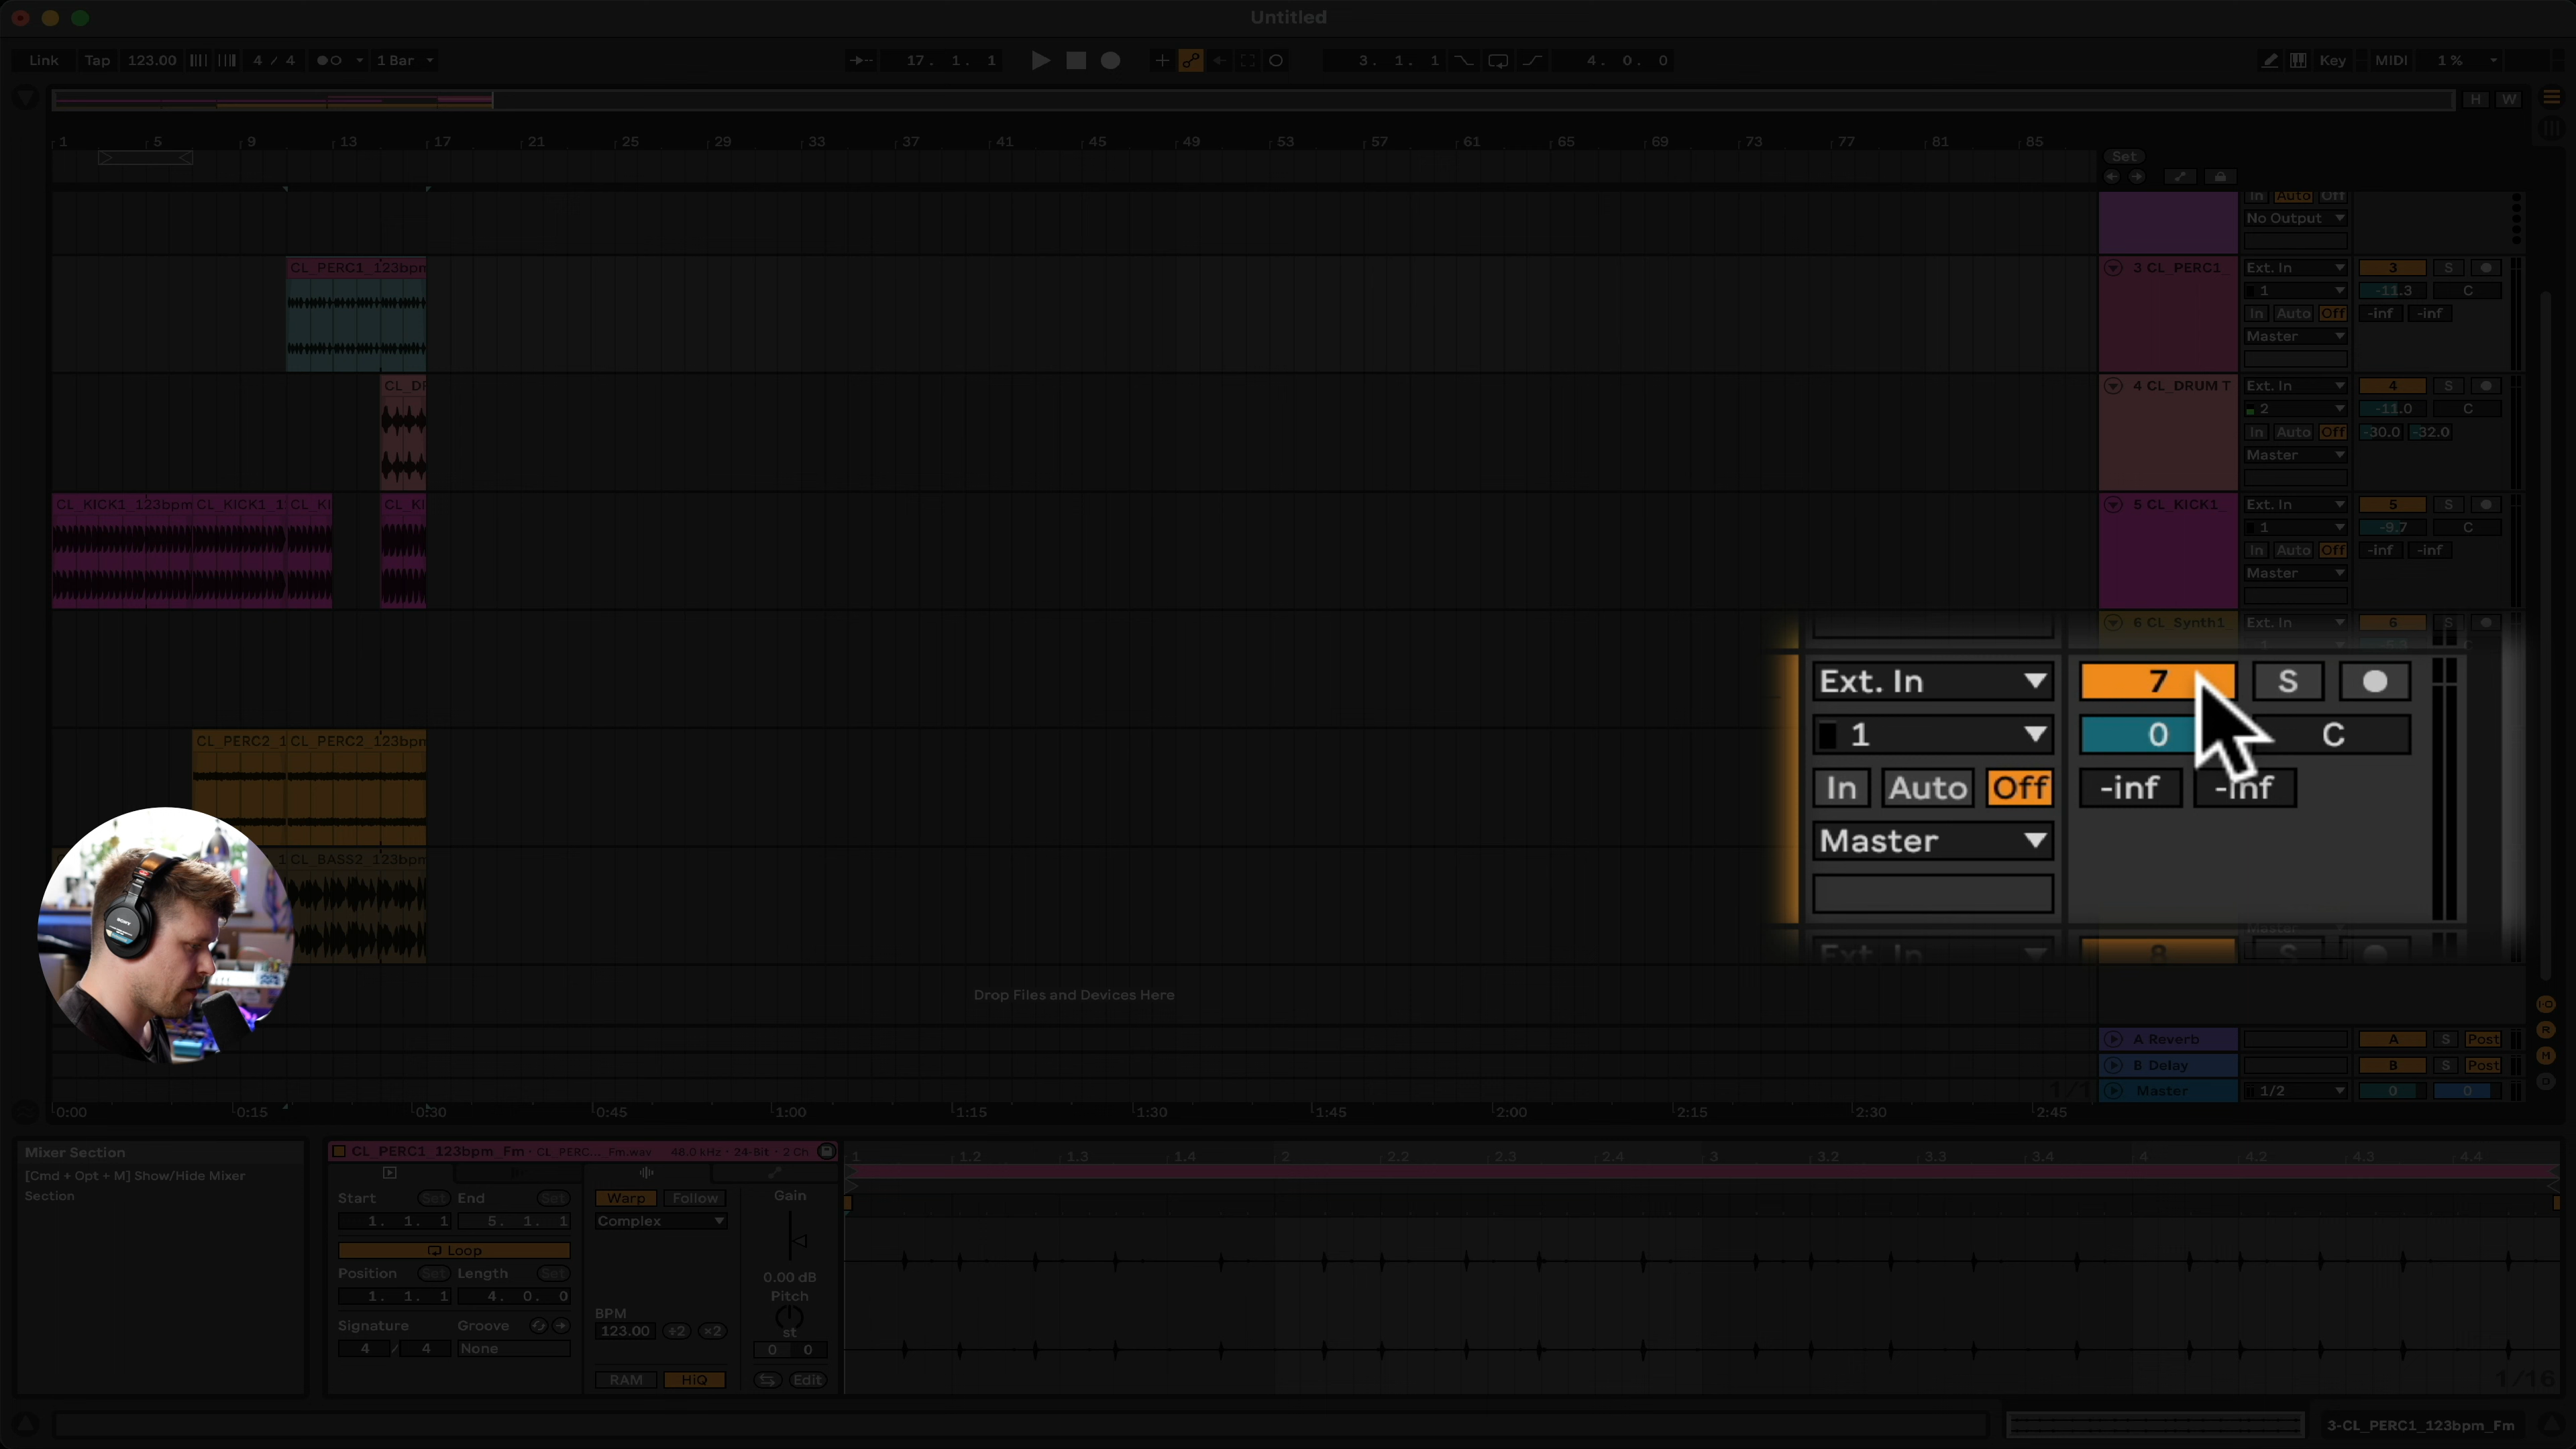 Untitled
Link Tap 123.00 4 / 4 1 Bar 17. 1. 1 3. 1. 1 4. 0. 0 Key MIDI 1 %
H W
1 5 9 13 17 21 25 29 33 37 41 45 49 53 57 61 65 69 73 77 81 85
Set
In Auto Off
No Output
CL_PERC1_123bpm 3 CL_PERC1_ Ext. In 3 S
1 -11.3 C
In Auto Off -inf -inf
Master
CL_DR 4 CL_DRUM T Ext. In 4 S
2 -11.0 C
In Auto Off -30.0 -32.0
Master
CL_KICK1_123bpm CL_KICK1_1 CL_KI CL_KI 5 CL_KICK1_ Ext. In 5 S
1 -9.7 C
In Auto Off -inf -inf
Master
6 CL_Synth1_ Ext. In 6 S
Ext. In 7 S
1 0 C
In Auto Off -inf -inf
Master
Ext. In 8 S
CL_PERC2_1 CL_PERC2_123bpm
CL_BASS2_123bpm
SONY
Drop Files and Devices Here
A Reverb A S Post
B Delay B S Post
1/1 Master 1/2 0 0
I-O
R
M
D
0:00 0:15 0:30 0:45 1:00 1:15 1:30 1:45 2:00 2:15 2:30 2:45
Mixer Section
[Cmd + Opt + M] Show/Hide Mixer
Section
CL_PERC1_123bpm_Fm · CL_PERC... Fm.wav 48.0 kHz · 24-Bit · 2 Ch
Start Set End Set
1. 1. 1 5. 1. 1
Loop
Position Set Length Set
1. 1. 1 4. 0. 0
Signature Groove
4 / 4 None
Warp Follow
Complex
BPM
123.00 ÷2 ×2
RAM HiQ
Gain
0.00 dB
Pitch
st
0 0
Edit
1 1.2 1.3 1.4 2 2.2 2.3 2.4 3 3.2 3.3 3.4 4 4.2 4.3 4.4
1/16
3-CL_PERC1_123bpm_Fm